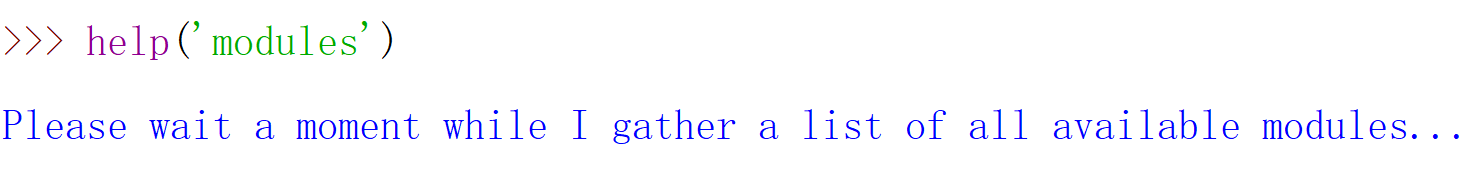 >>> help('modules')
Please wait a moment while I gather a list of all available modules...